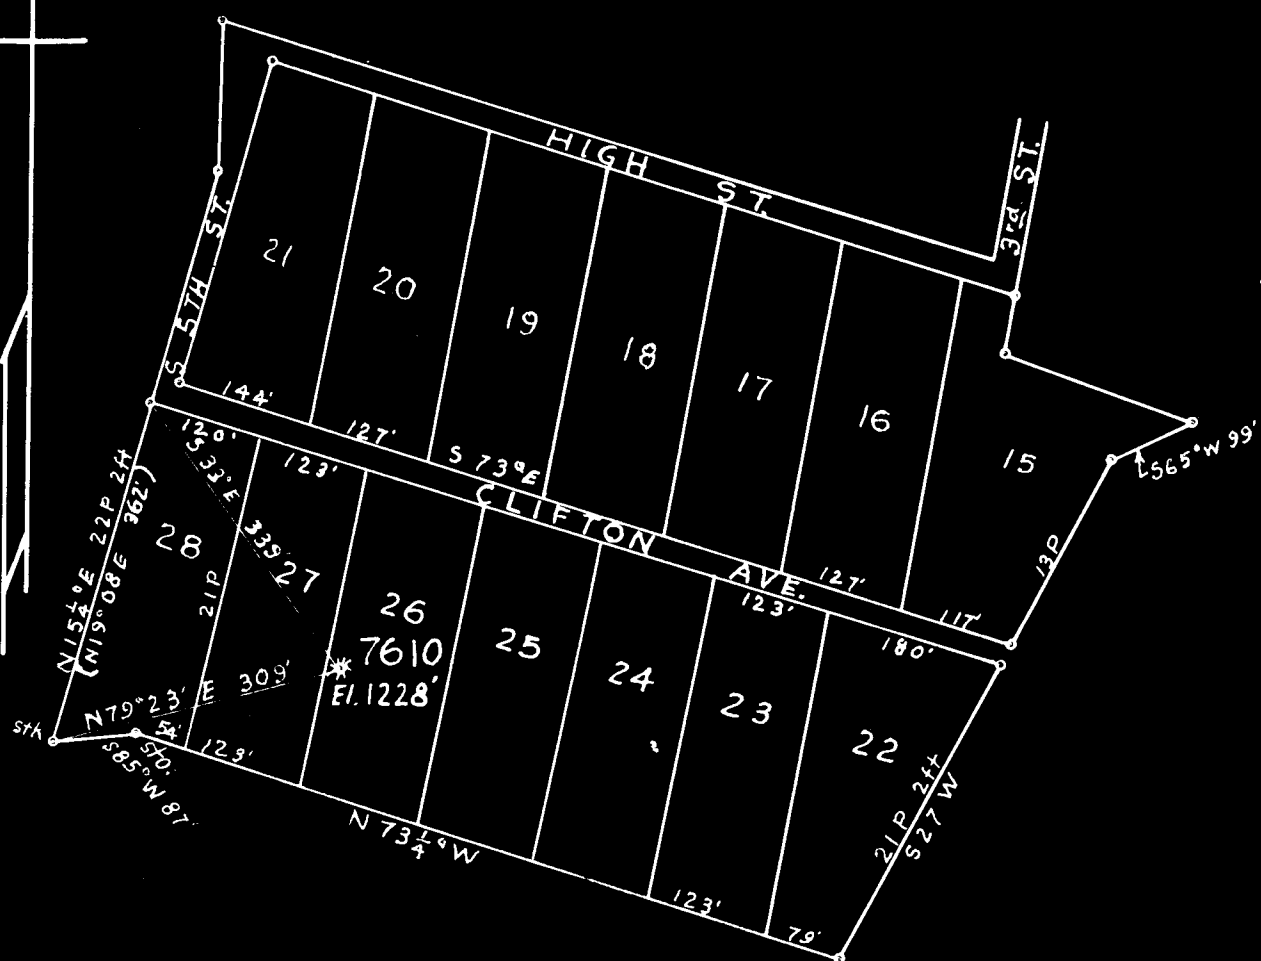 HIGH ST.
3rd ST.
S 5TH ST.
21
20
19
18
17
16
15
S65°W 99'
13P
144'
127'
S 73°E
127'
117'
CLIFTON AVE.
120'
123'
123'
180'
S 33°E 339'
N15¼°E 22P 2ft
(N19°08E 362')
28
21P
27
26
7610
El. 1228'
25
24
23
22
N79°23' E 309'
stk
54'
sto.
S85°W 87'
123'
N 73¼°W
123'
79'
21P 2ft
S27 W